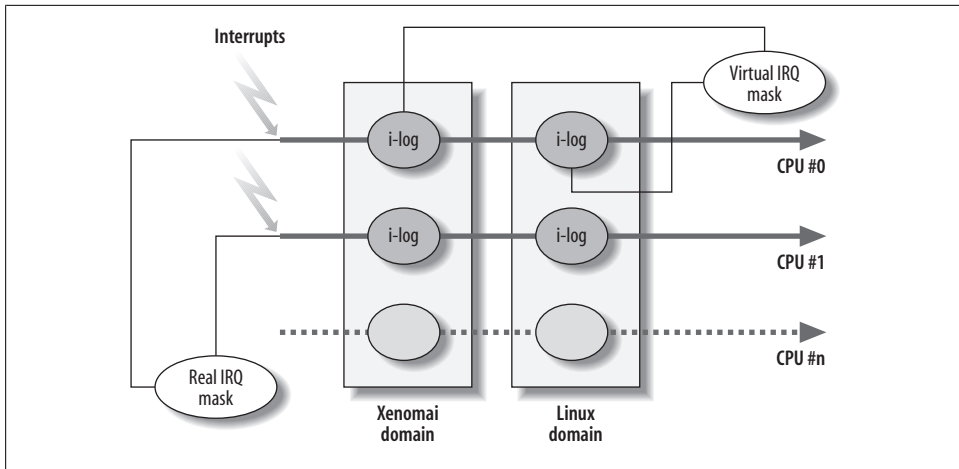 Interrupts
Virtual IRQ
mask
i-log
i-log
CPU #0
i-log
i-log
CPU #1
CPU #n
Real IRQ
mask
Xenomai
domain
Linux
domain